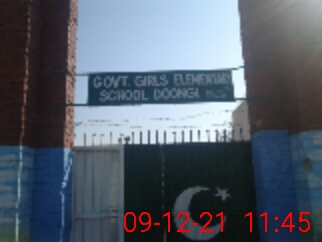 GOVT. GIRLS ELEMENTARY
SCHOOL DOONGI
09-12-21 11:45